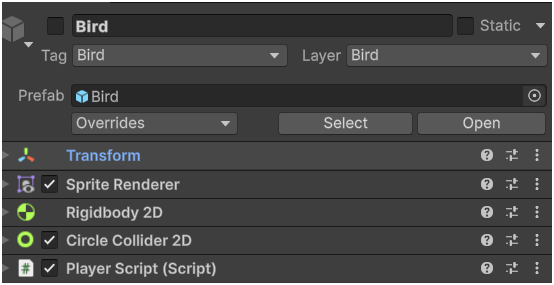 Bird
Static
Tag Bird Layer Bird
Prefab Bird
Overrides Select Open
Transform
Sprite Renderer
Rigidbody 2D
Circle Collider 2D
# Player Script (Script)